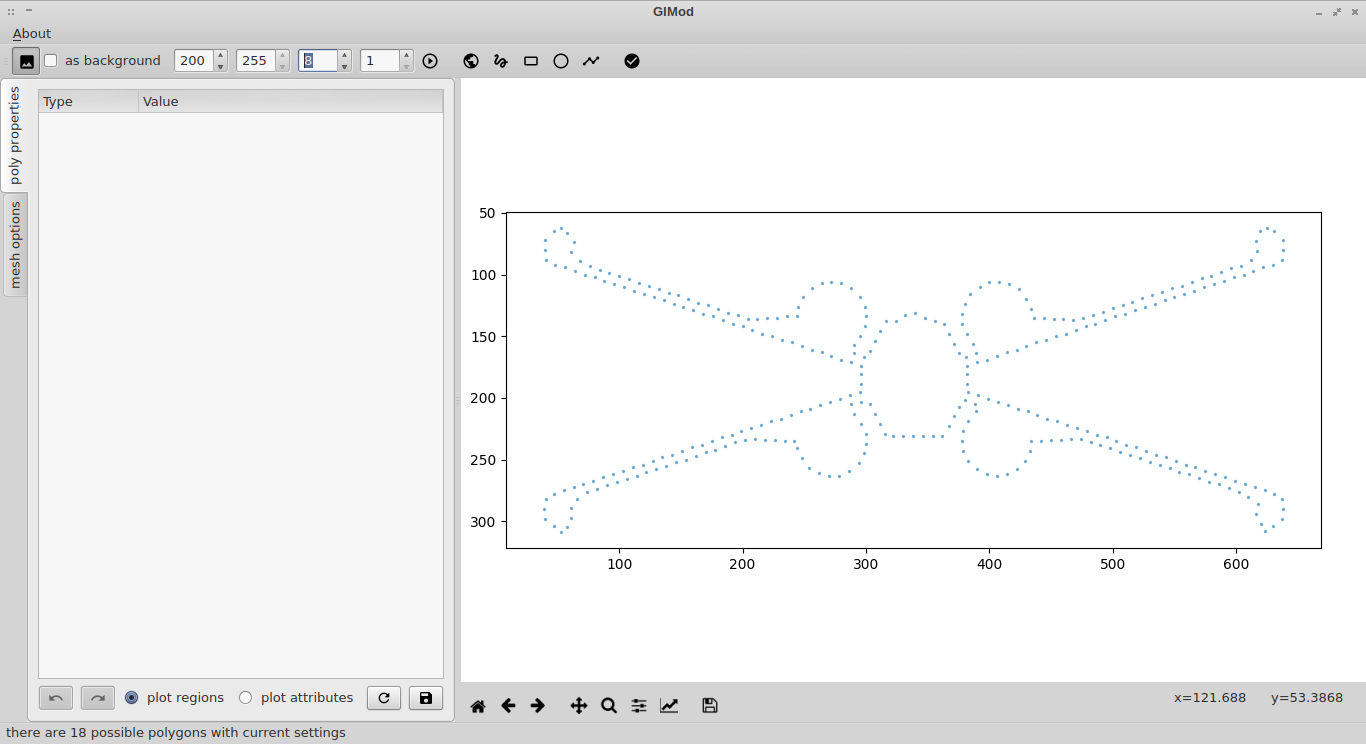 GIMod
About
as background 200 255 8 1
poly properties
mesh options
Type Value
50
100
150
200
250
300
100 200 300 400 500 600
plot regions plot attributes
x=121.688 y=53.3868
there are 18 possible polygons with current settings